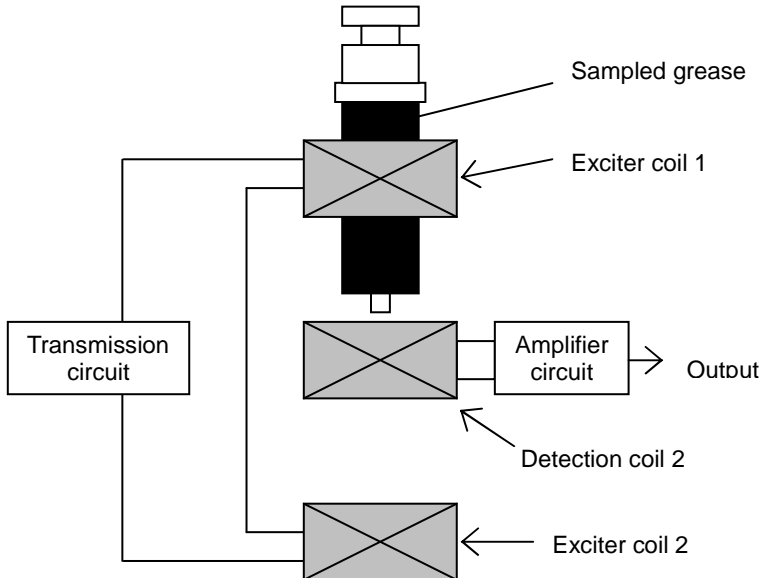 Sampled grease
Exciter coil 1
Transmission
circuit
Amplifier
circuit
Output
Detection coil 2
Exciter coil 2